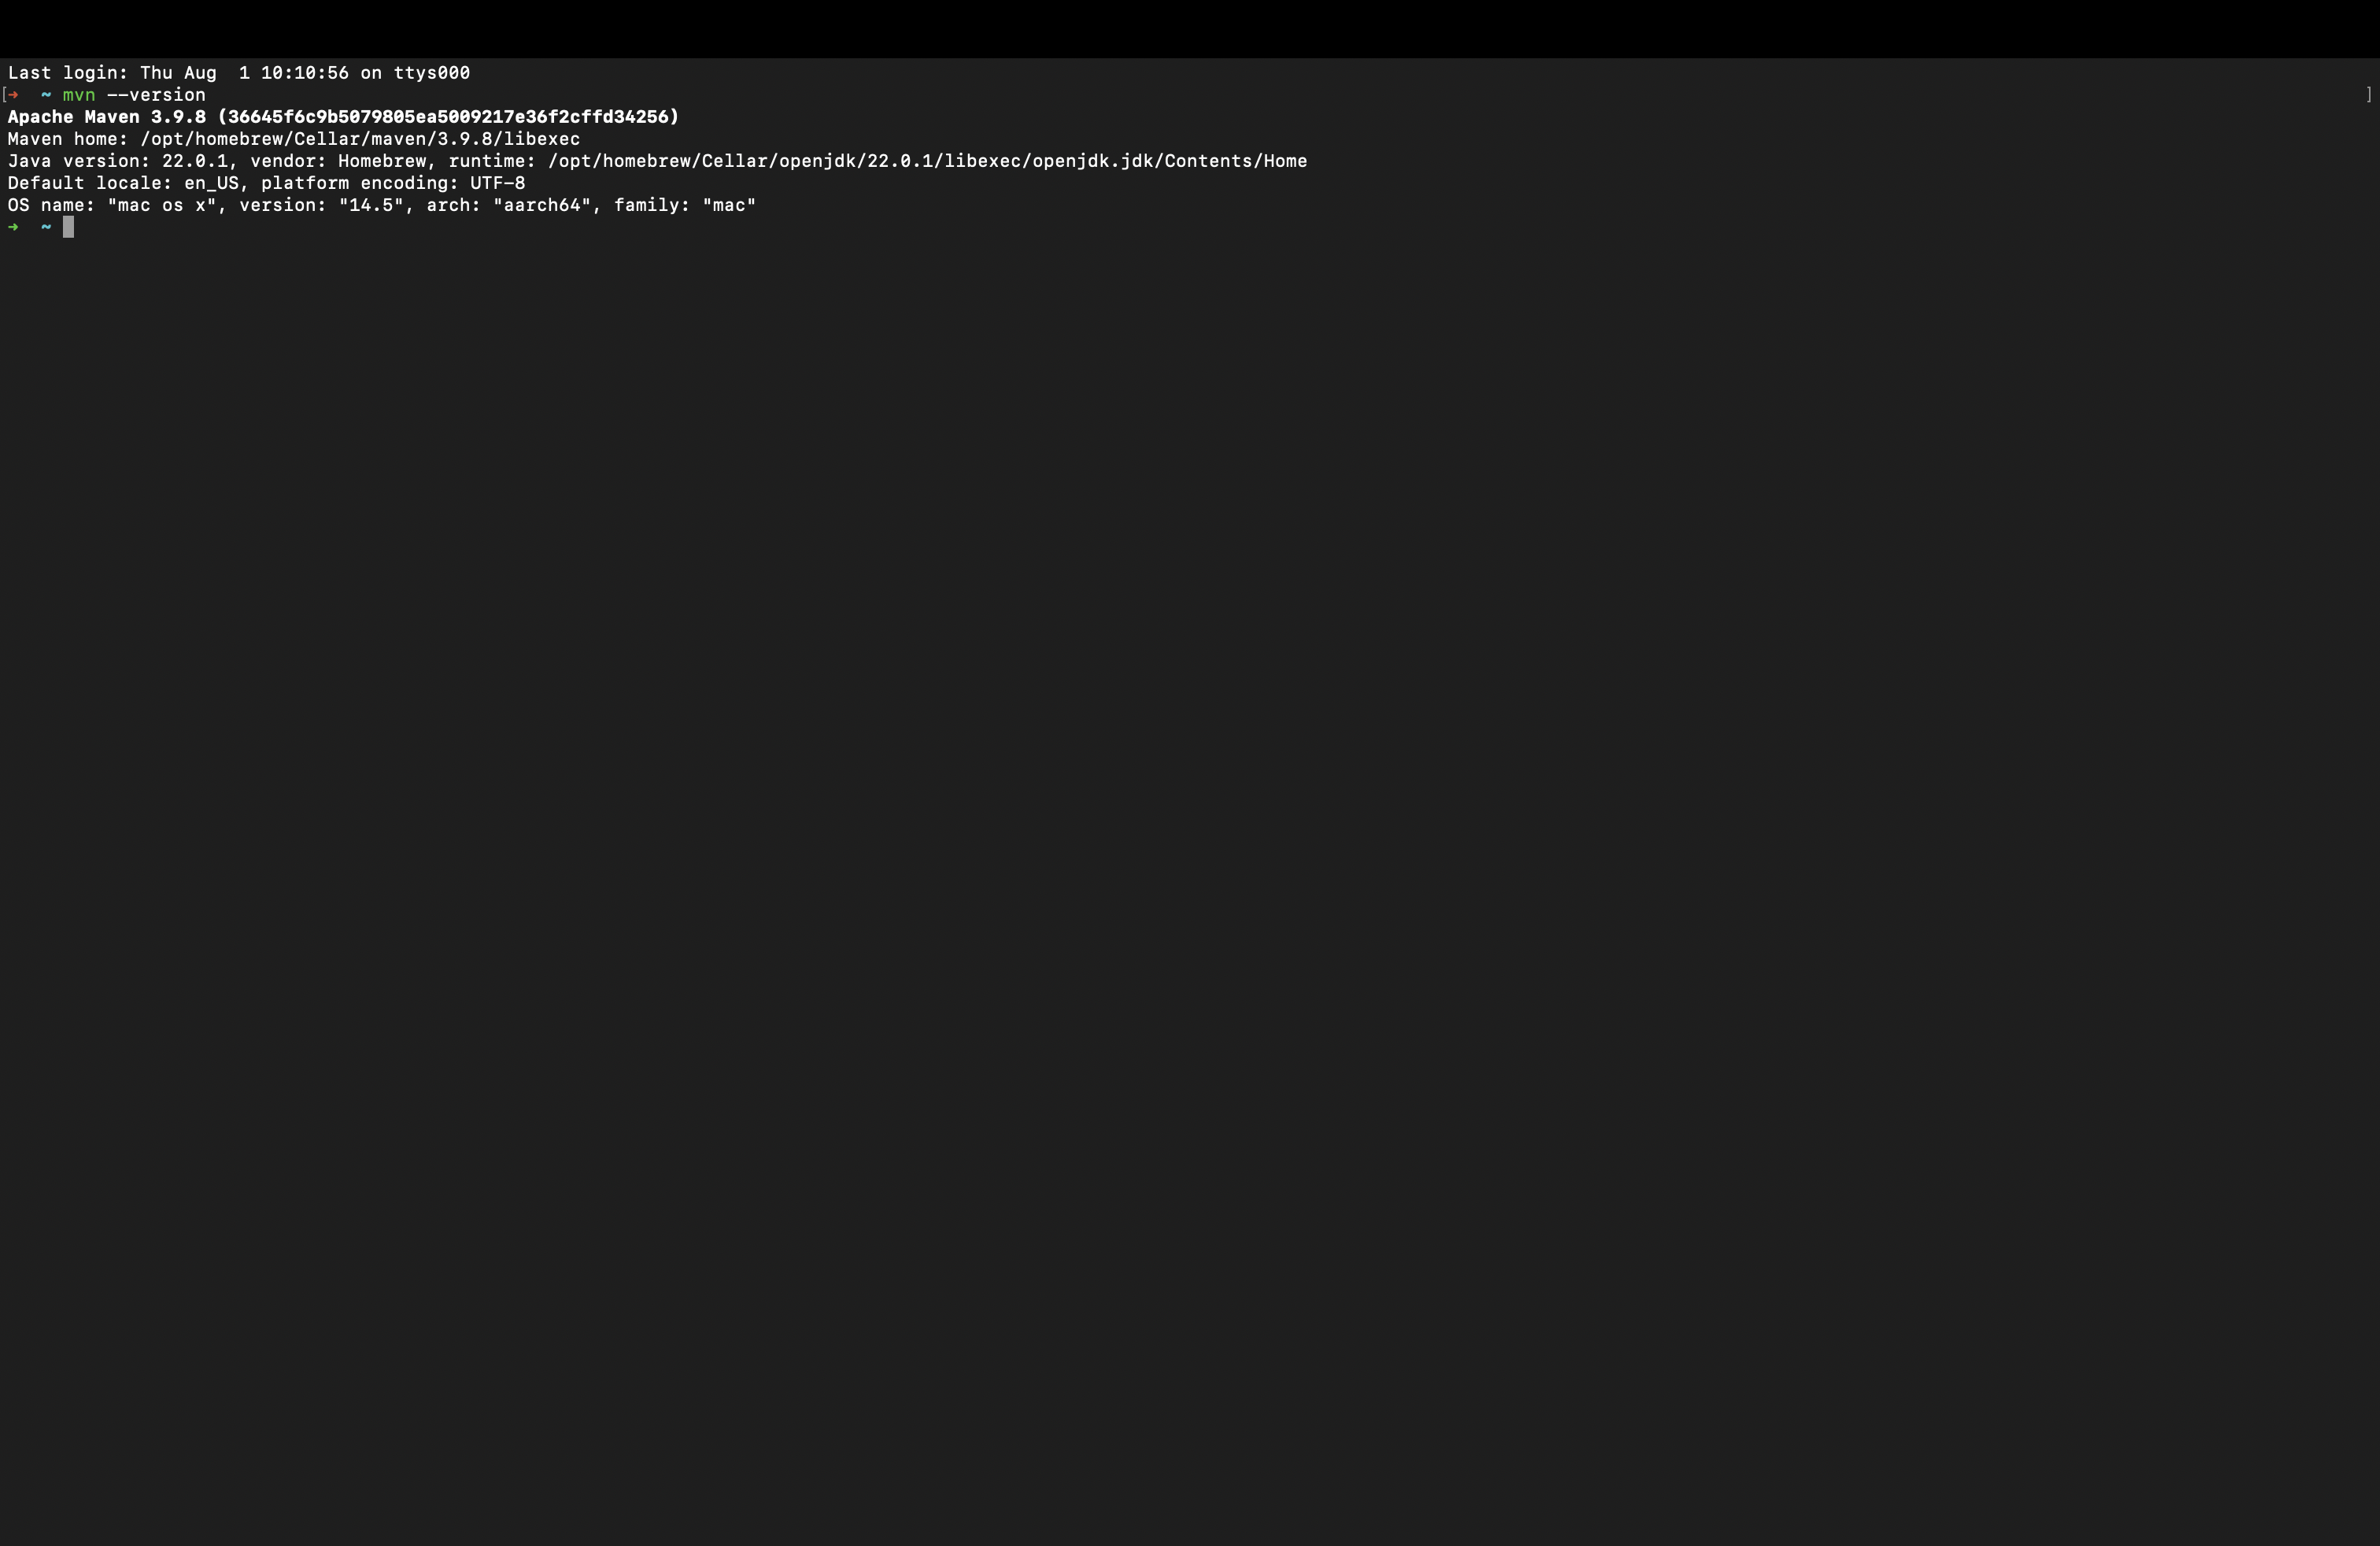 Last login: Thu Aug  1 10:10:56 on ttys000
[➜  ~ mvn --version ]
Apache Maven 3.9.8 (36645f6c9b5079805ea5009217e36f2cffd34256)
Maven home: /opt/homebrew/Cellar/maven/3.9.8/libexec
Java version: 22.0.1, vendor: Homebrew, runtime: /opt/homebrew/Cellar/openjdk/22.0.1/libexec/openjdk.jdk/Contents/Home
Default locale: en_US, platform encoding: UTF-8
OS name: "mac os x", version: "14.5", arch: "aarch64", family: "mac"
➜  ~